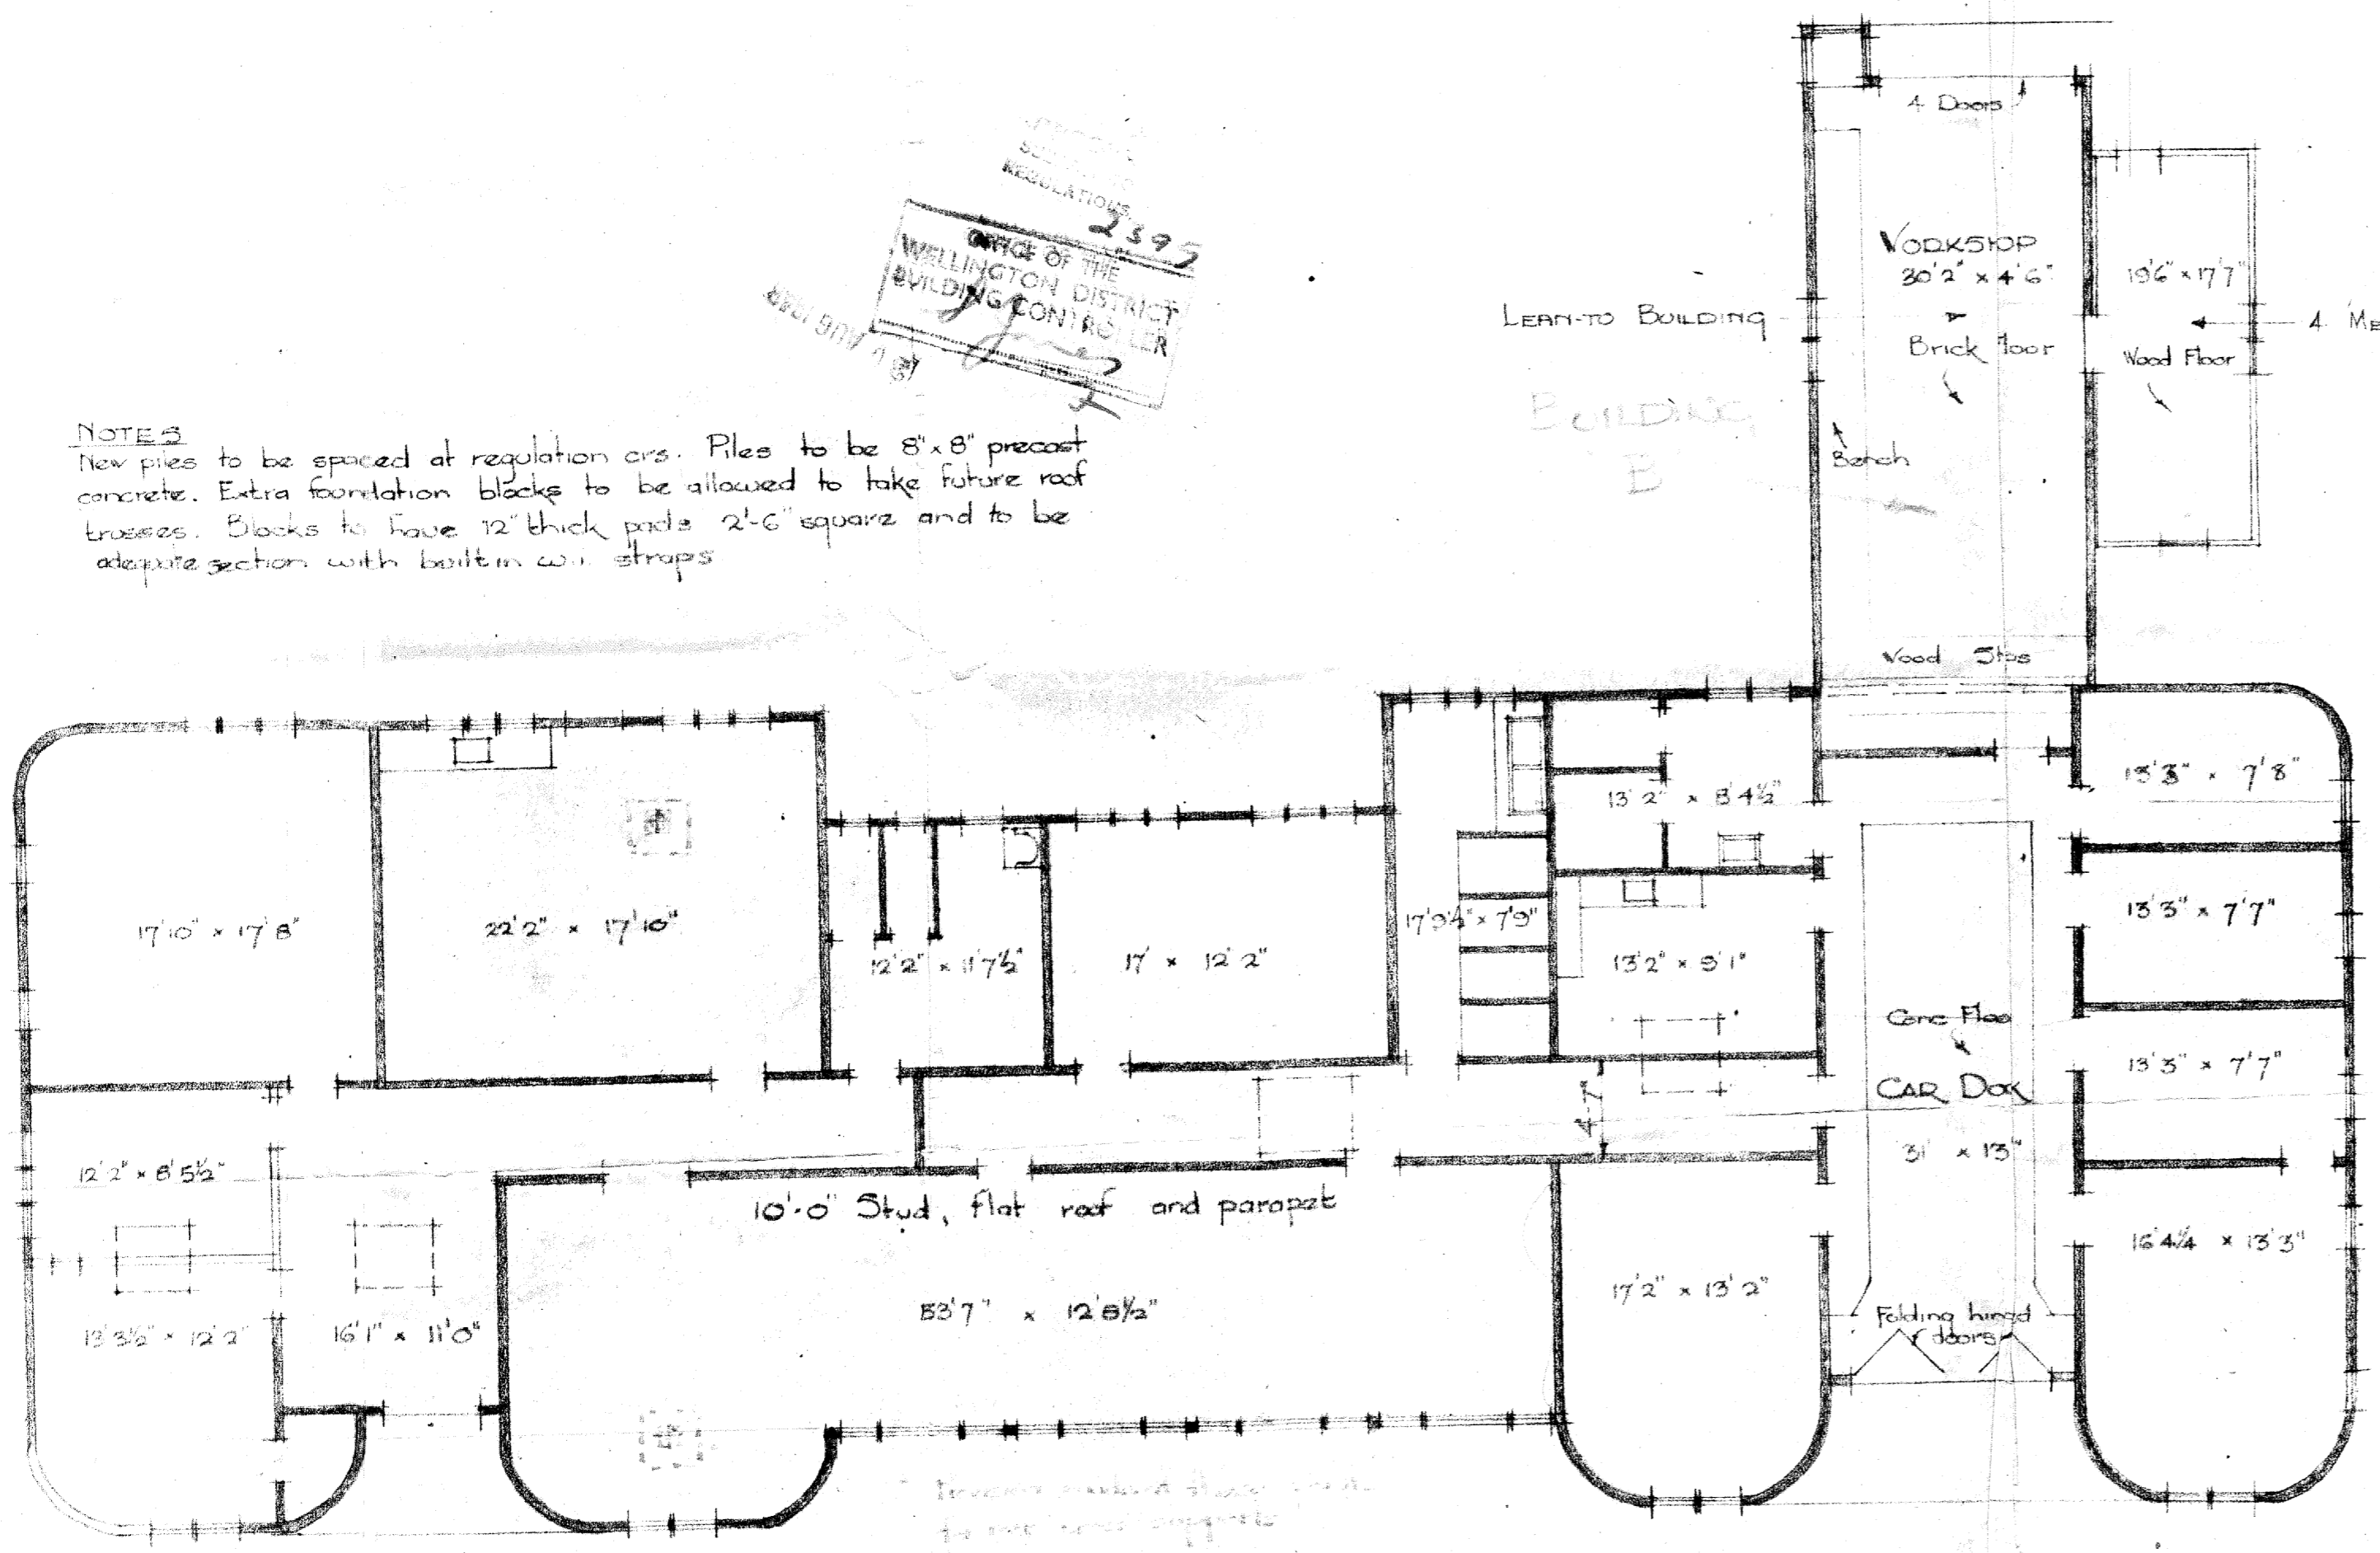 4 Doors
REGULATIONS
2395
OFFICE OF THE
WELLINGTON DISTRICT
BUILDING CONTROLLER
WORKSHOP
30'2" x 4'6"
19'6" x 17'7"
LEAN-TO BUILDING
4
Brick floor
Wood Floor
BUILDING
B
Bench
NOTES
New piles to be spaced at regulation crs. Piles to be 8"x 8" precast
concrete. Extra foundation blocks to be allowed to take future roof
trusses. Blocks to have 12" thick pads 2'-6" square and to be
adequate section with built in w.i. straps
Wood Stps
13'3" x 7'8"
13'2" x 8'4½"
17'10" x 17'8"
22'2" x 17'10"
12'2" x 11'7½"
17' x 12'2"
17'9½" x 7'9"
13'2" x 9'1"
13'3" x 7'7"
Conc Floo
CAR DOK
31' x 13'
13'3" x 7'7"
4-7"
12'2" x 8'5½"
10'-0" Stud, flat roof and parapet
16'4¼ x 13'3"
53'7" x 12'8½"
17'2" x 13'2"
13'3½" x 12'2"
16'1" x 11'0"
Folding hinged
doors